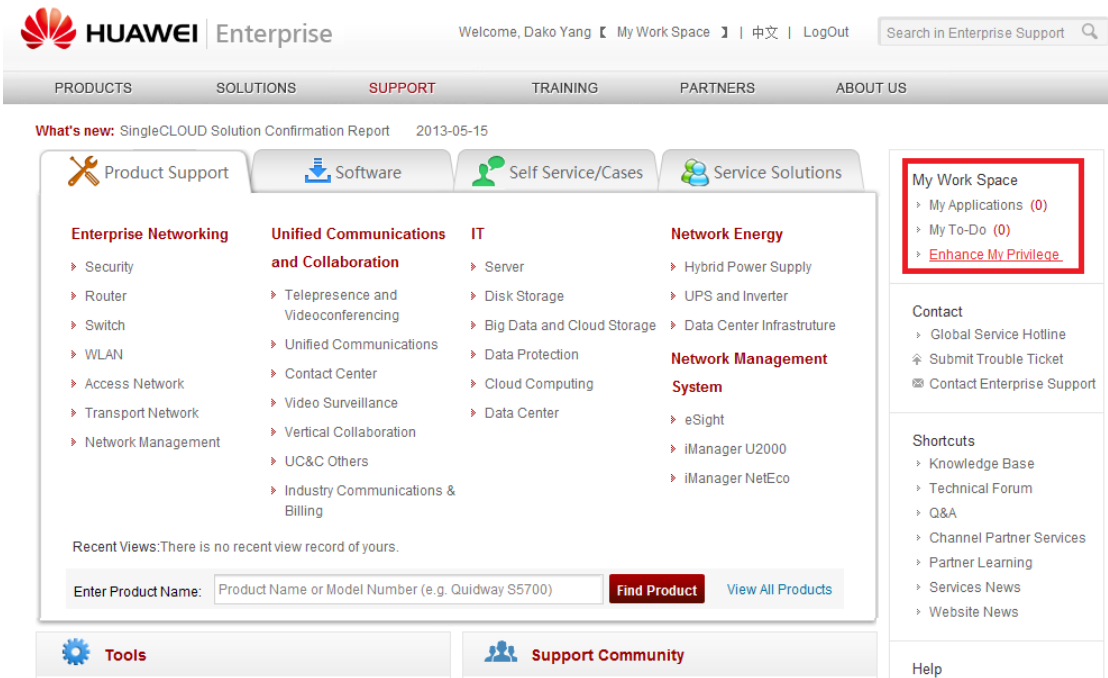 HUAWEI Enterprise
Welcome, Dako Yang【 My Work Space 】 | 中文 | LogOut
Search in Enterprise Support
PRODUCTS SOLUTIONS SUPPORT TRAINING PARTNERS ABOUT US
What's new: SingleCLOUD Solution Confirmation Report 2013-05-15
Product Support Software Self Service/Cases Service Solutions
Enterprise Networking
Security
Router
Switch
WLAN
Access Network
Transport Network
Network Management
Unified Communications
and Collaboration
Telepresence and
Videoconferencing
Unified Communications
Contact Center
Video Surveillance
Vertical Collaboration
UC&C Others
Industry Communications &
Billing
IT
Server
Disk Storage
Big Data and Cloud Storage
Data Protection
Cloud Computing
Data Center
Network Energy
Hybrid Power Supply
UPS and Inverter
Data Center Infrastruture
Network Management
System
eSight
iManager U2000
iManager NetEco
Recent Views:There is no recent view record of yours.
Enter Product Name: Product Name or Model Number (e.g. Quidway S5700) Find Product View All Products
Tools
Support Community
My Work Space
My Applications (0)
My To-Do (0)
Enhance My Privilege
Contact
Global Service Hotline
Submit Trouble Ticket
Contact Enterprise Support
Shortcuts
Knowledge Base
Technical Forum
Q&A
Channel Partner Services
Partner Learning
Services News
Website News
Help